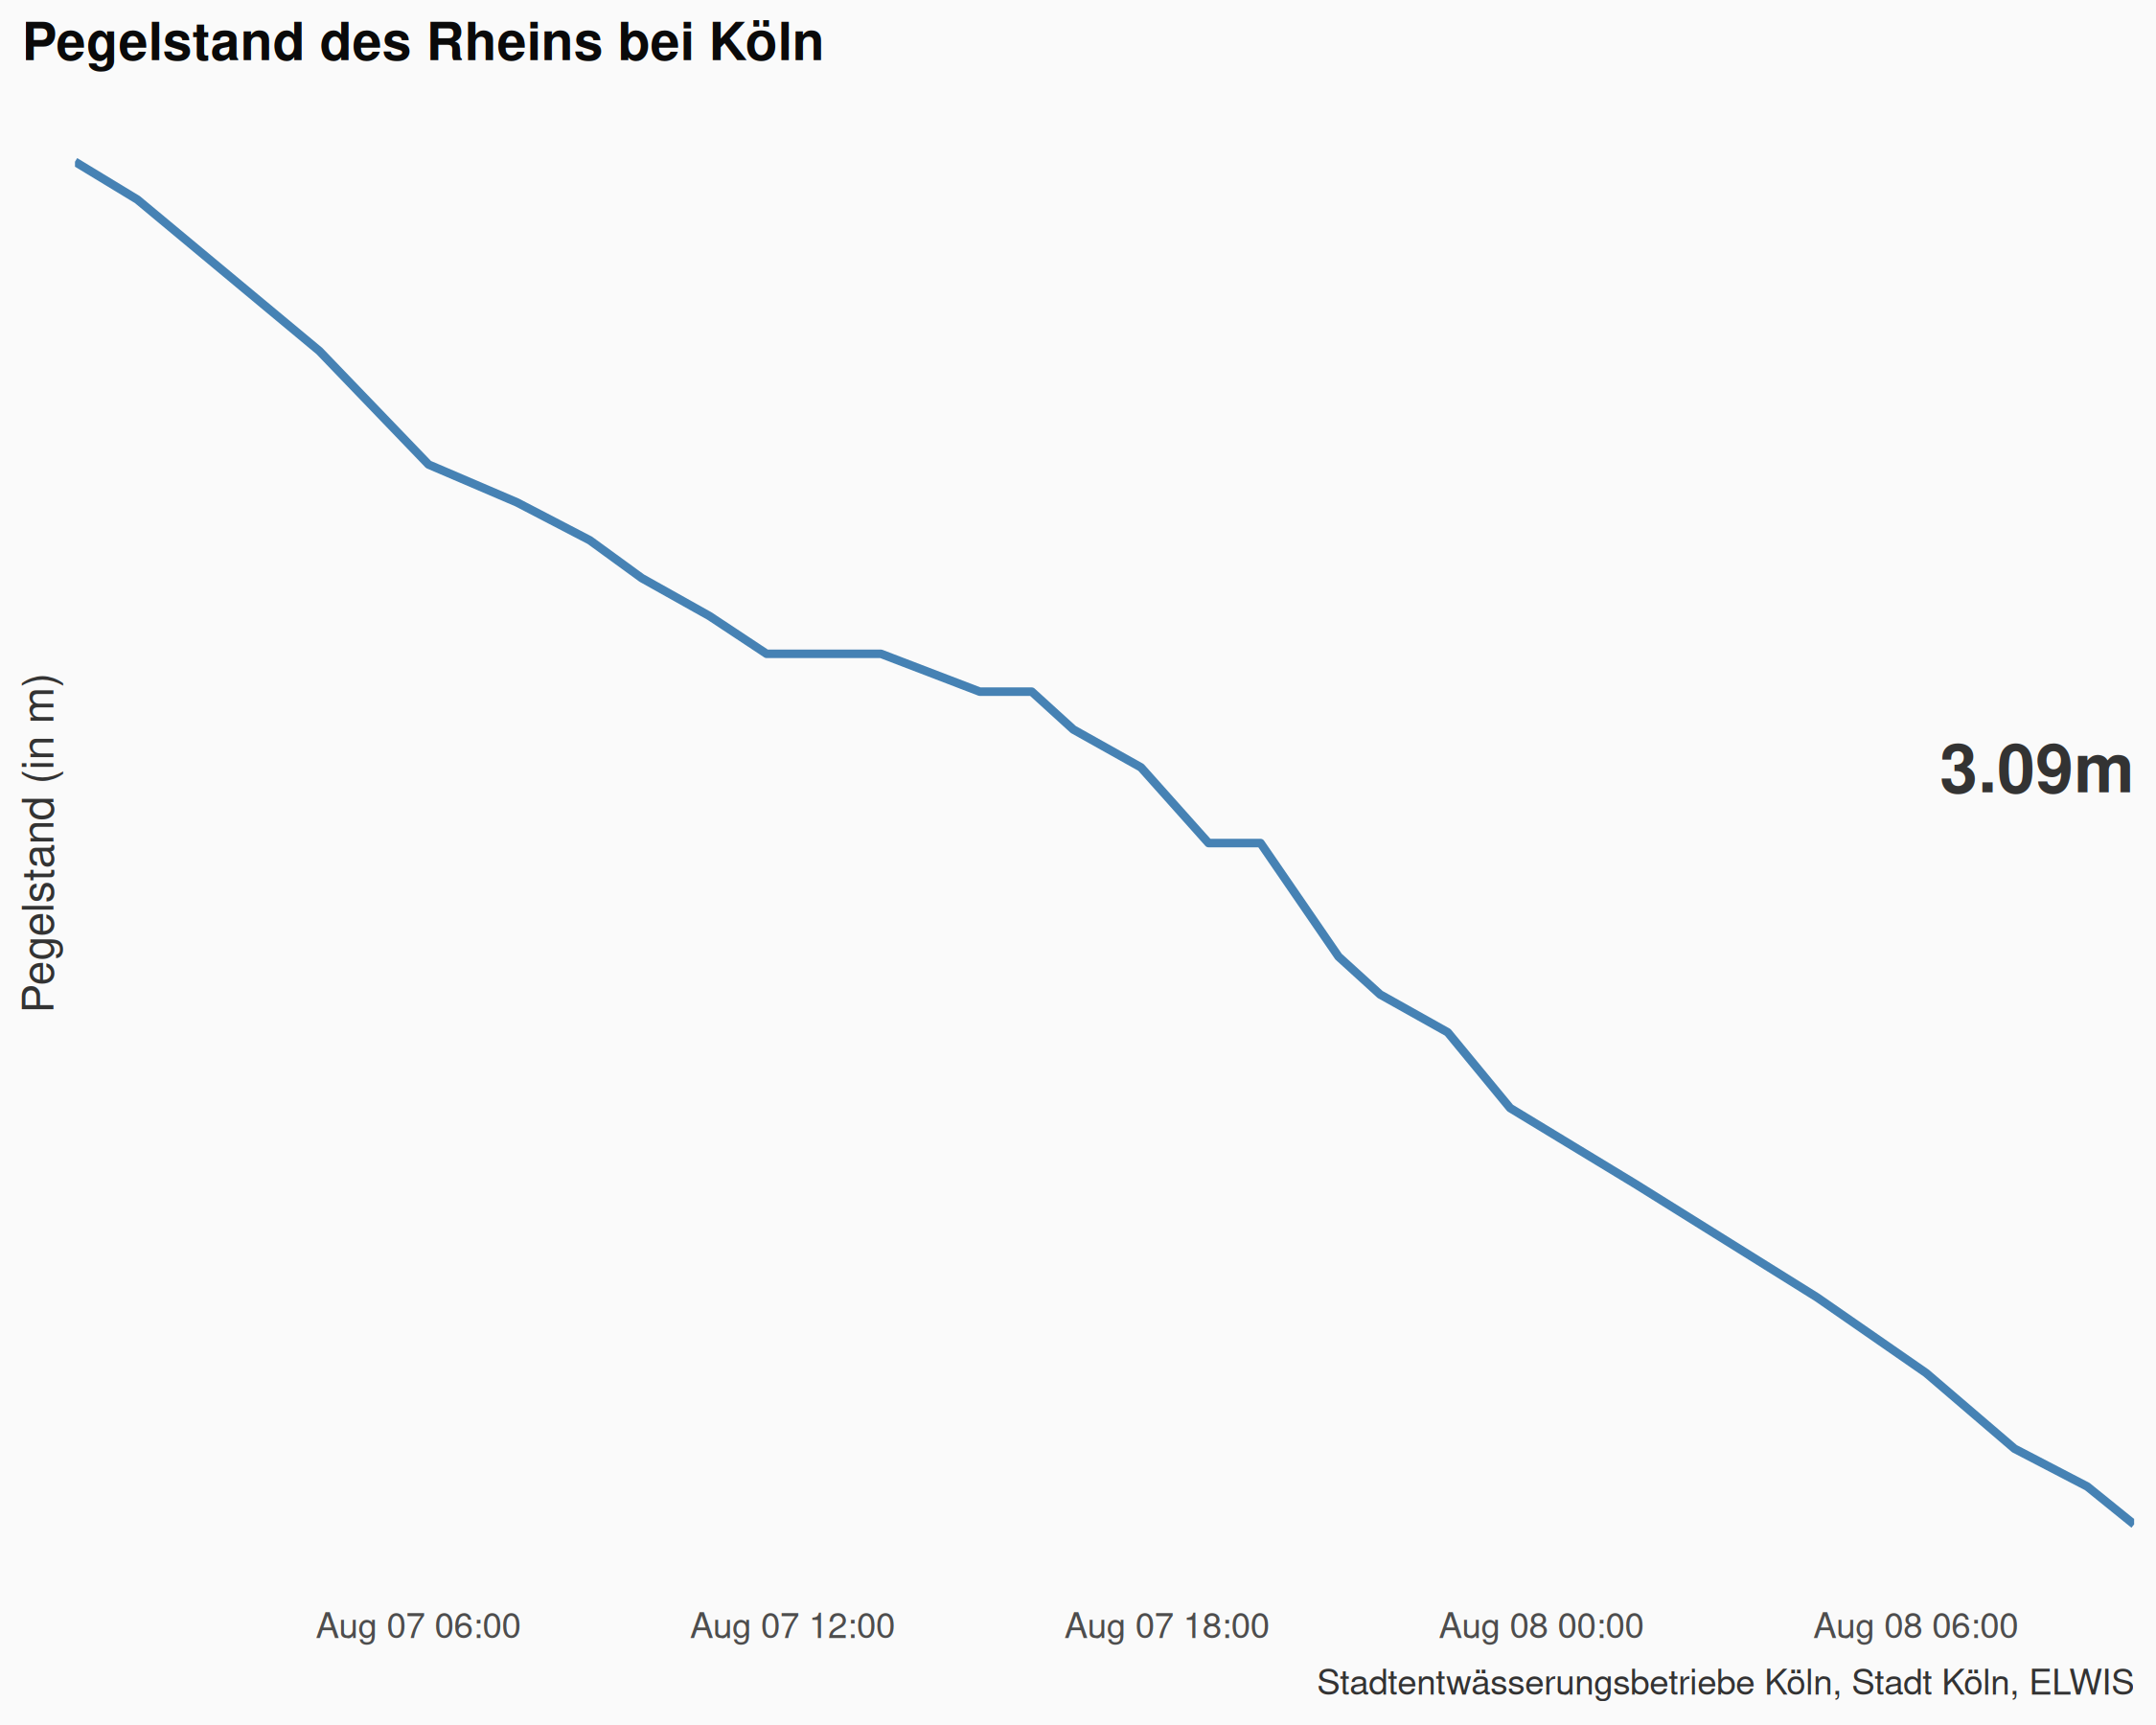 Pegelstand des Rheins bei Köln
Pegelstand (in m)
3.09m
Aug 07 06:00
Aug 07 12:00
Aug 07 18:00
Aug 08 00:00
Aug 08 06:00
Stadtentwässerungsbetriebe Köln, Stadt Köln, ELWIS